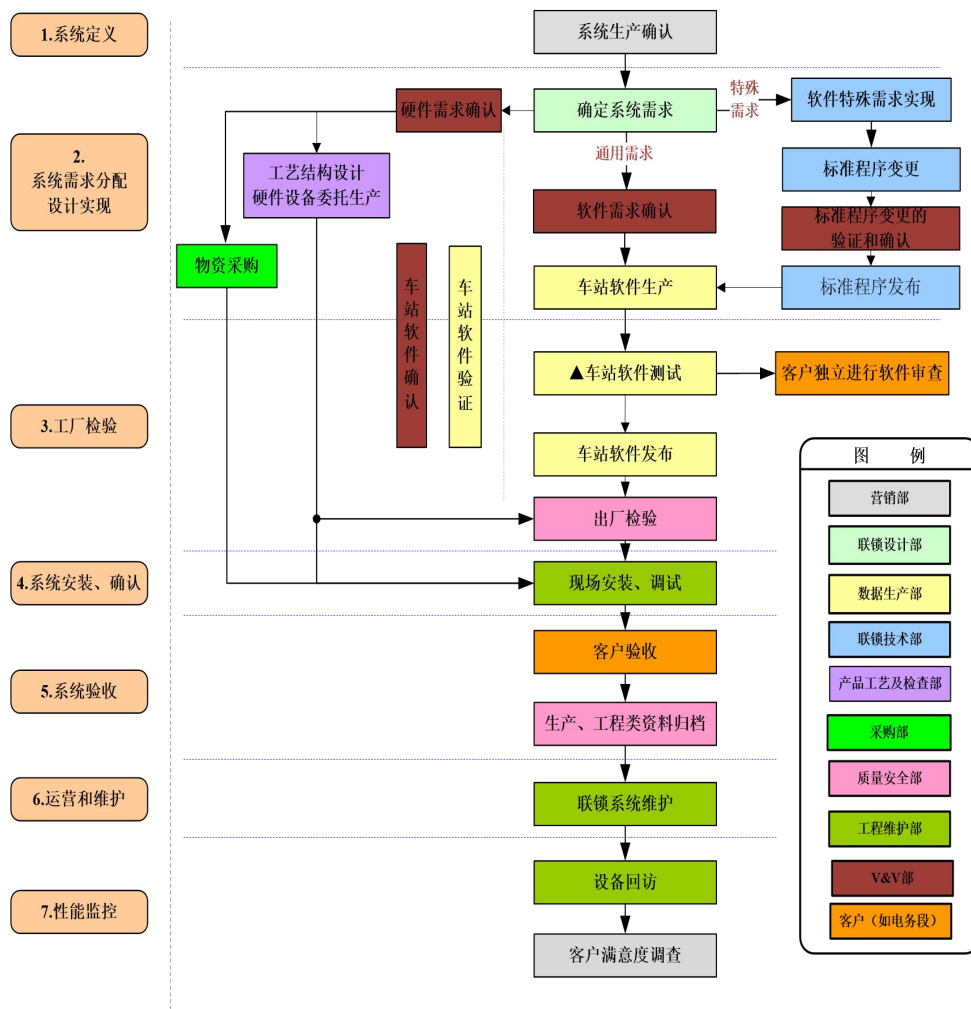 1.系统定义
系统生产确认
2.
系统需求分配
设计实现
硬件需求确认
确定系统需求
特殊
需求
软件特殊需求实现
通用需求
工艺结构设计
硬件设备委托生产
标准程序变更
软件需求确认
标准程序变更的
验证和确认
物资采购
车站软件确认
车站软件验证
车站软件生产
标准程序发布
3.工厂检验
▲车站软件测试
客户独立进行软件审查
车站软件发布
出厂检验
4.系统安装、确认
现场安装、调试
5.系统验收
客户验收
生产、工程类资料归档
6.运营和维护
联锁系统维护
7.性能监控
设备回访
客户满意度调查
图 例
营销部
联锁设计部
数据生产部
联锁技术部
产品工艺及检查部
采购部
质量安全部
工程维护部
V&V部
客户（如电务段）